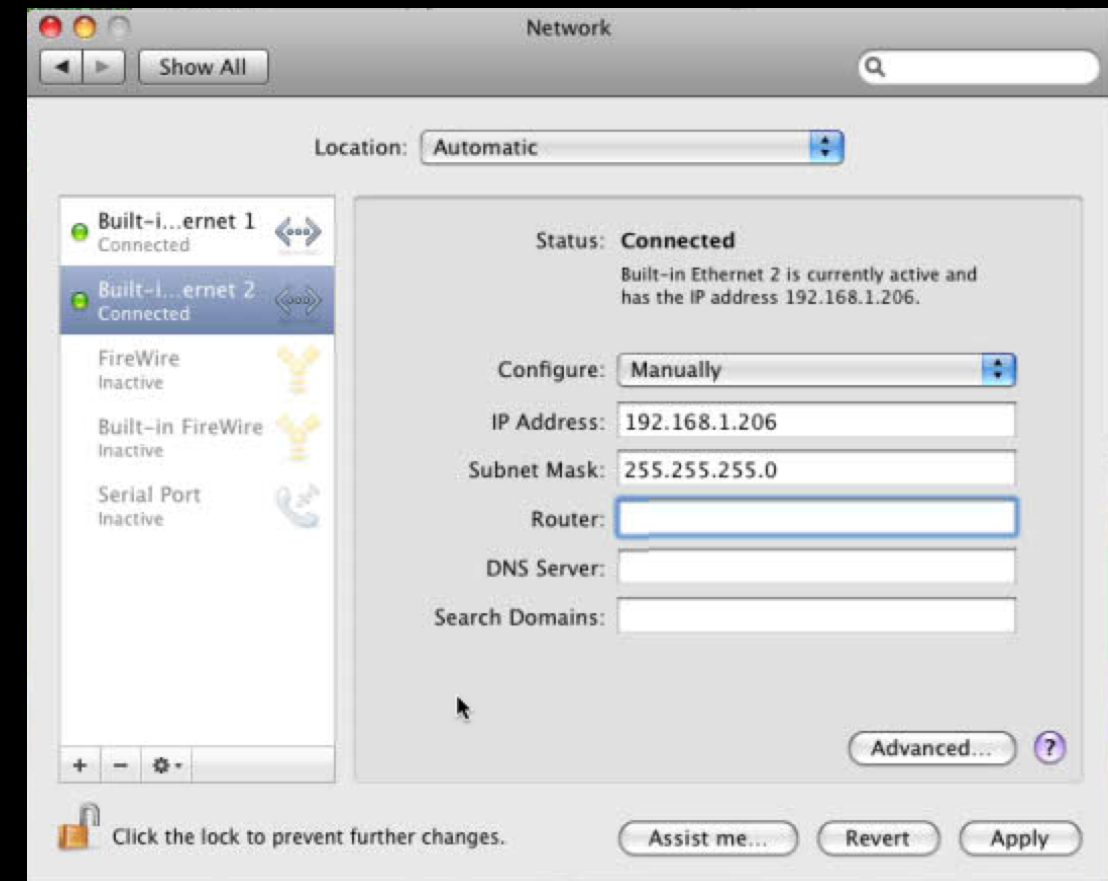 Network
Show All
Location: Automatic
Built-i...ernet 1
Connected
Built-i...ernet 2
Connected
FireWire
Inactive
Built-in FireWire
Inactive
Serial Port
Inactive
Status: Connected
Built-in Ethernet 2 is currently active and
has the IP address 192.168.1.206.
Configure: Manually
IP Address: 192.168.1.206
Subnet Mask: 255.255.255.0
Router:
DNS Server:
Search Domains:
Advanced... ?
Click the lock to prevent further changes.
Assist me... Revert Apply